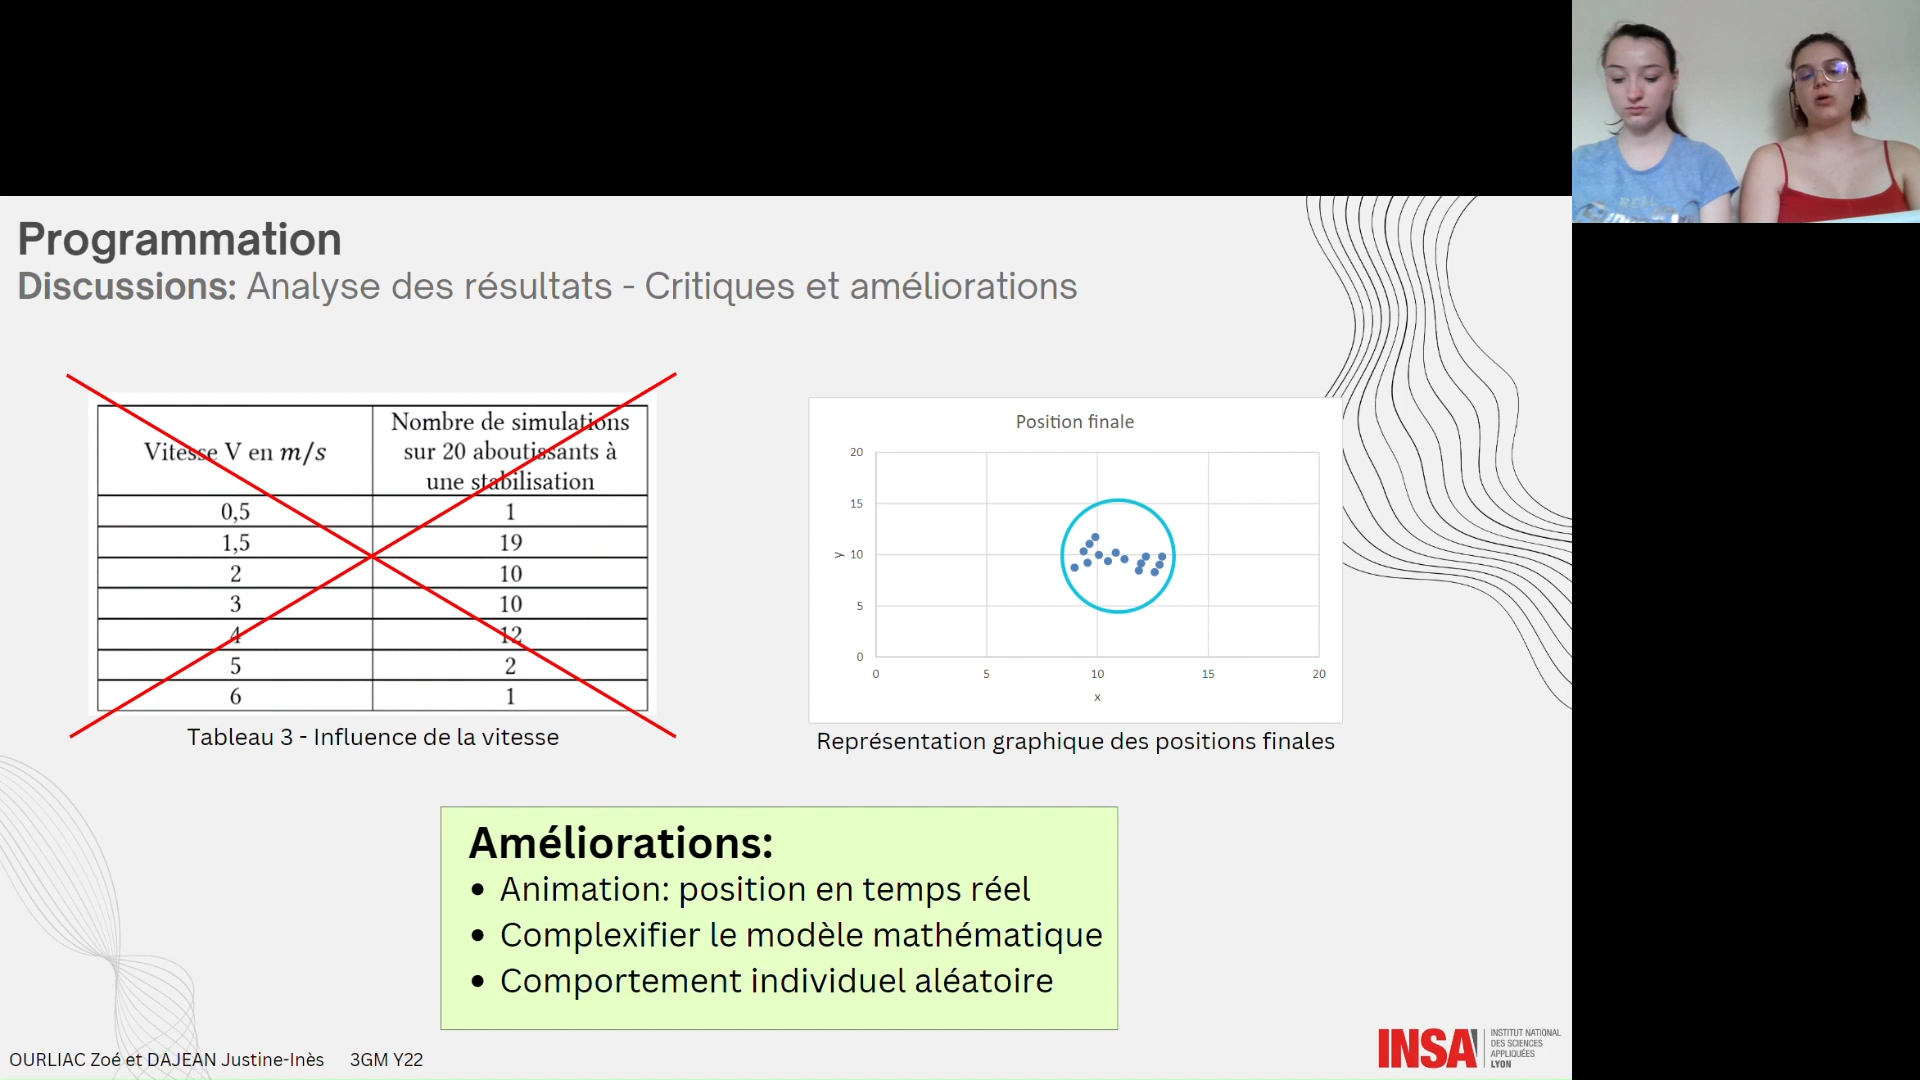 Programmation
Discussions: Analyse des résultats - Critiques et améliorations
Vitesse V en m/s
Nombre de simulations
sur 20 aboutissants à
une stabilisation
0,5 1
1,5 19
2 10
3 10
4 12
5 2
6 1
Tableau 3 - Influence de la vitesse
Position finale
20
15
10
5
0
y
0 5 10 15 20
x
Représentation graphique des positions finales
Améliorations:
• Animation: position en temps réel
• Complexifier le modèle mathématique
• Comportement individuel aléatoire
OURLIAC Zoé et DAJEAN Justine-Inès 3GM Y22
INSA
INSTITUT NATIONAL
DES SCIENCES
APPLIQUÉES
LYON